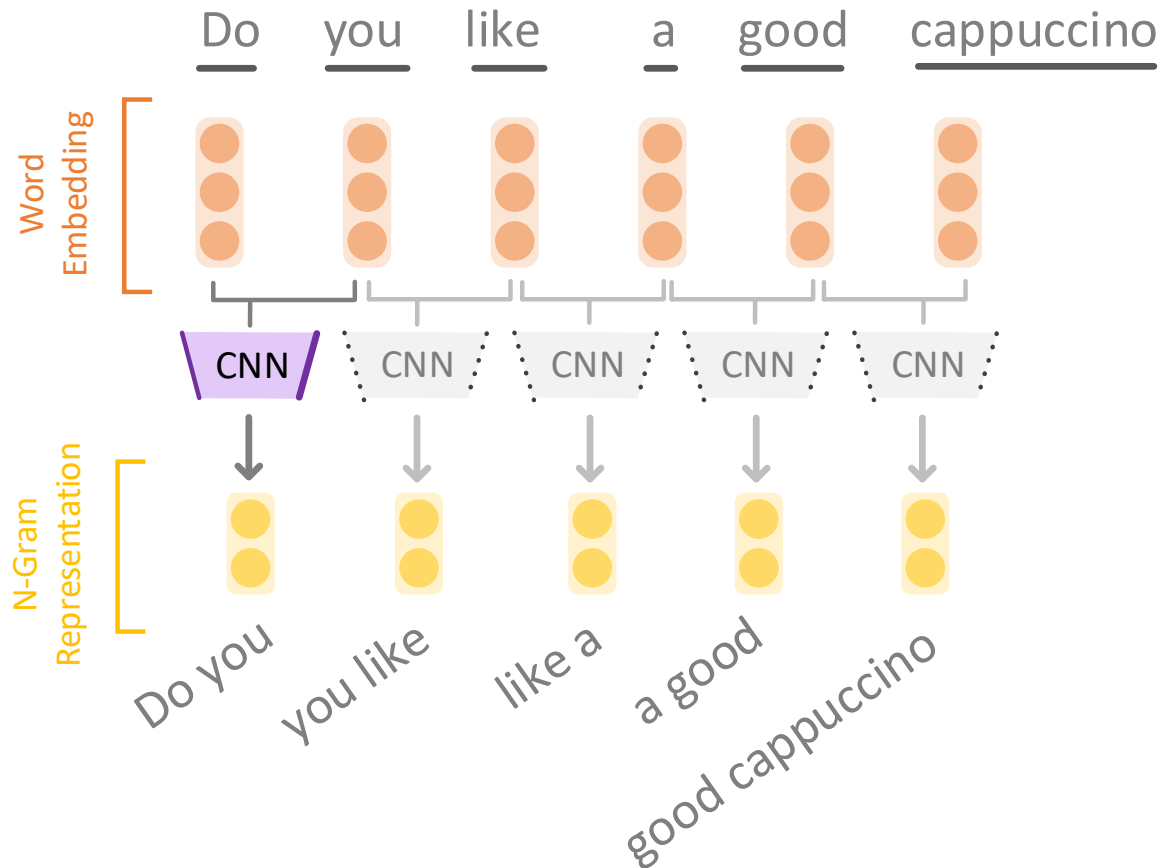 Do you like a good cappuccino
Word
Embedding
CNN CNN CNN CNN CNN
N-Gram
Representation
Do you
you like
like a
a good
good cappuccino